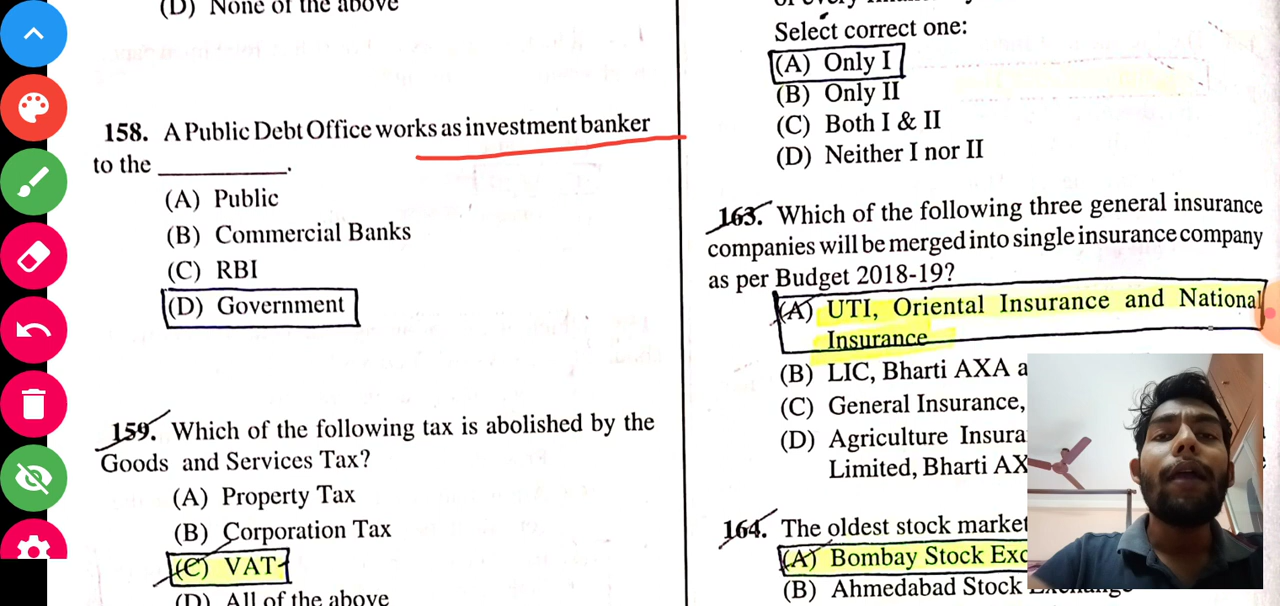 (D) None of the above
158. A Public Debt Office works as investment banker
to the ________.
(A) Public
(B) Commercial Banks
(C) RBI
(D) Government
159. Which of the following tax is abolished by the
Goods and Services Tax?
(A) Property Tax
(B) Corporation Tax
(C) VAT
(D) All of the above
Select correct one:
(A) Only I
(B) Only II
(C) Both I & II
(D) Neither I nor II
163. Which of the following three general insurance
companies will be merged into single insurance company
as per Budget 2018-19?
(A) UTI, Oriental Insurance and National
Insurance
(B) LIC, Bharti AXA a
(C) General Insurance,
(D) Agriculture Insura
Limited, Bharti AX
164. The oldest stock market
(A) Bombay Stock Exc
(B) Ahmedabad Stock